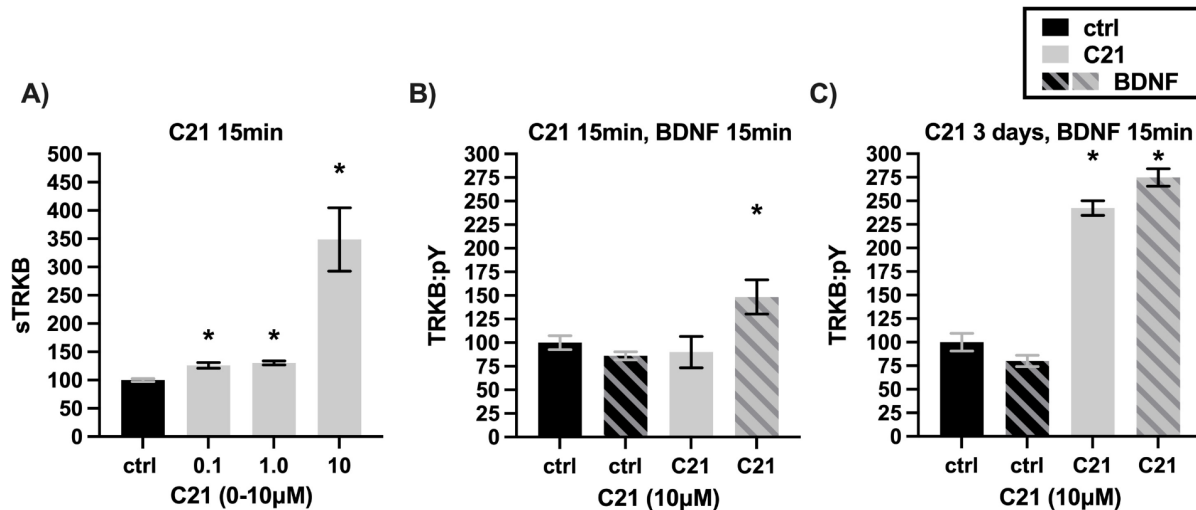 ctrl
C21
BDNF
A)
C21 15min
sTRKB
500
450
400
350
300
250
200
150
100
50
0
*
*
*
ctrl 0.1 1.0 10
C21 (0-10µM)
B)
C21 15min, BDNF 15min
TRKB:pY
300
275
250
225
200
175
150
125
100
75
50
25
0
*
ctrl ctrl C21 C21
C21 (10µM)
C)
C21 3 days, BDNF 15min
TRKB:pY
300
275
250
225
200
175
150
125
100
75
50
25
0
* *
ctrl ctrl C21 C21
C21 (10µM)